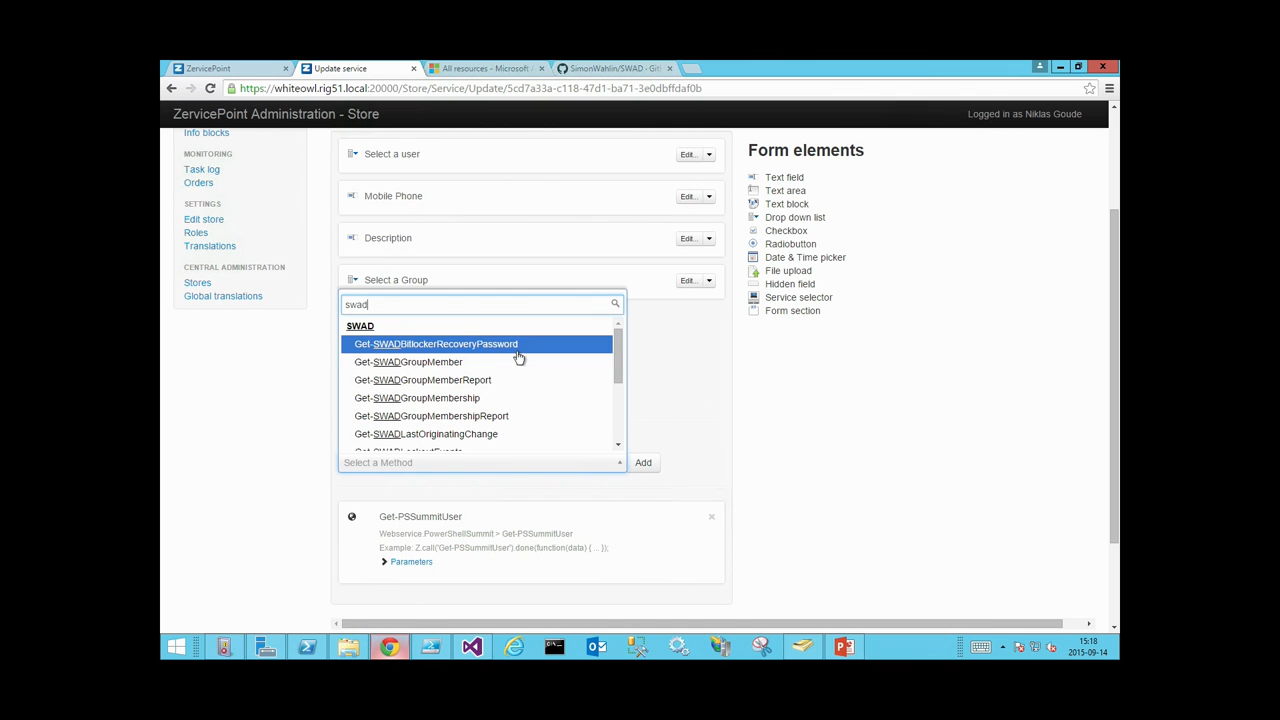 ZervicePoint
Update service
All resources - Microsoft
SimonWahlin/SWAD · Git
https://whiteowl.rig51.local:20000/Store/Service/Update/5cd7a33a-c118-47d1-ba71-3e0dbffdaf0b
ZervicePoint Administration - Store
Logged in as Niklas Goude
Info blocks
MONITORING
Task log
Orders
SETTINGS
Edit store
Roles
Translations
CENTRAL ADMINISTRATION
Stores
Global translations
Select a user
Edit...
Mobile Phone
Edit...
Description
Edit...
Select a Group
Edit...
swad
SWAD
Get-SWADBitlockerRecoveryPassword
Get-SWADGroupMember
Get-SWADGroupMemberReport
Get-SWADGroupMembership
Get-SWADGroupMembershipReport
Get-SWADLastOriginatingChange
Get-SWADLockoutEvents
Select a Method
Add
Get-PSSummitUser
Webservice.PowerShellSummit > Get-PSSummitUser
Example: Z.call('Get-PSSummitUser').done(function(data) { ... });
Parameters
Form elements
Text field
Text area
Text block
Drop down list
Checkbox
Radiobutton
Date & Time picker
File upload
Hidden field
Service selector
Form section
15:18
2015-09-14